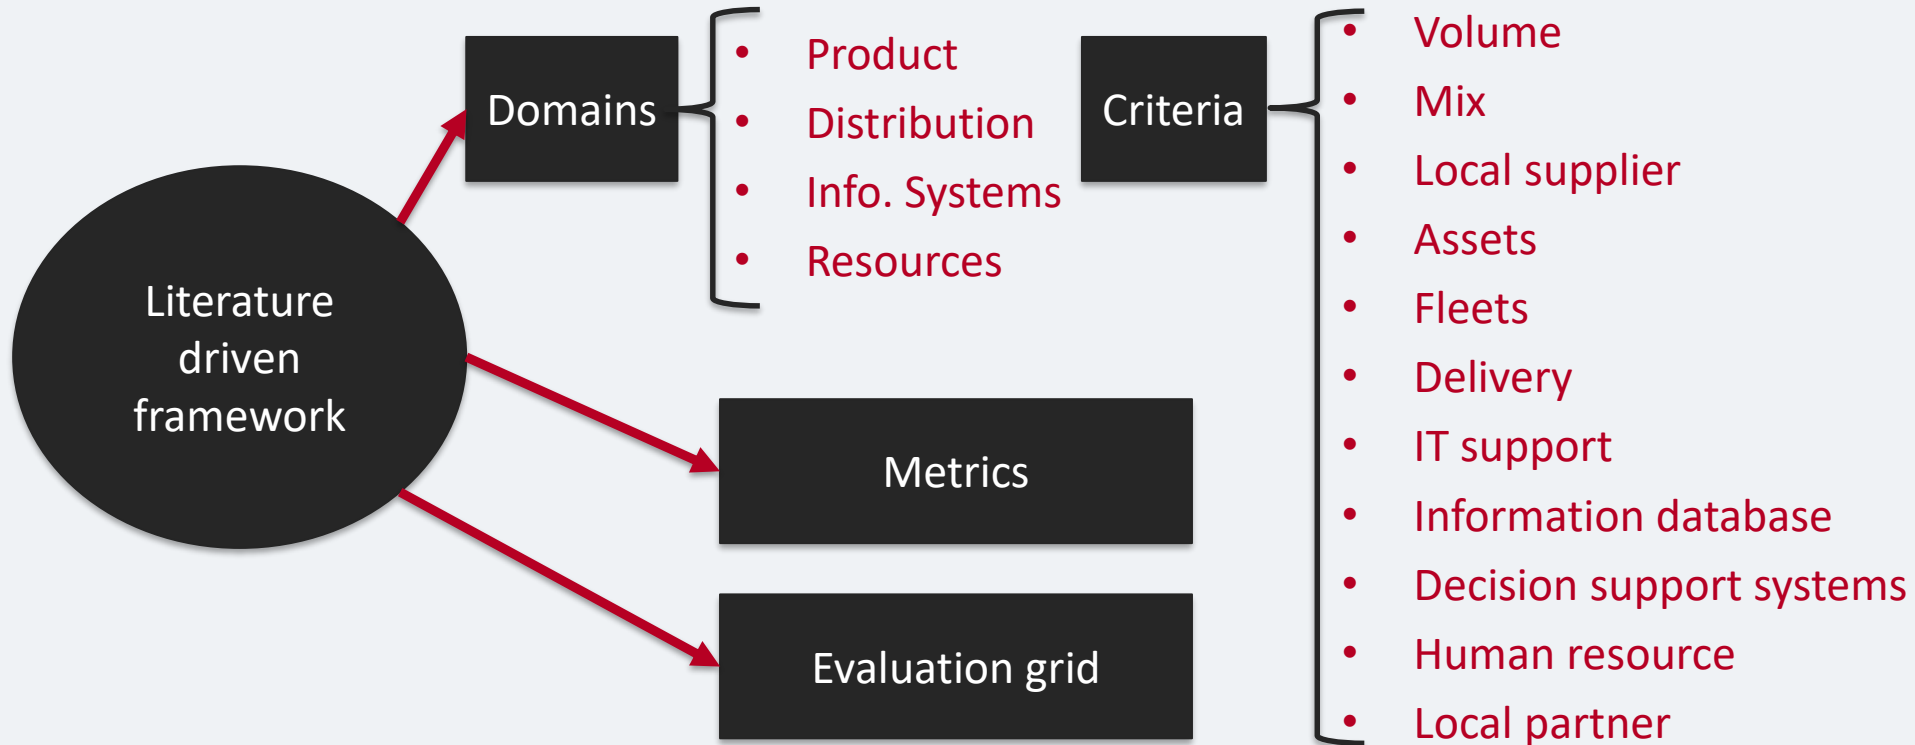 Literature
driven
framework
Domains
• Product
• Distribution
• Info. Systems
• Resources
Criteria
• Volume
• Mix
• Local supplier
• Assets
• Fleets
• Delivery
• IT support
• Information database
• Decision support systems
• Human resource
• Local partner
Metrics
Evaluation grid